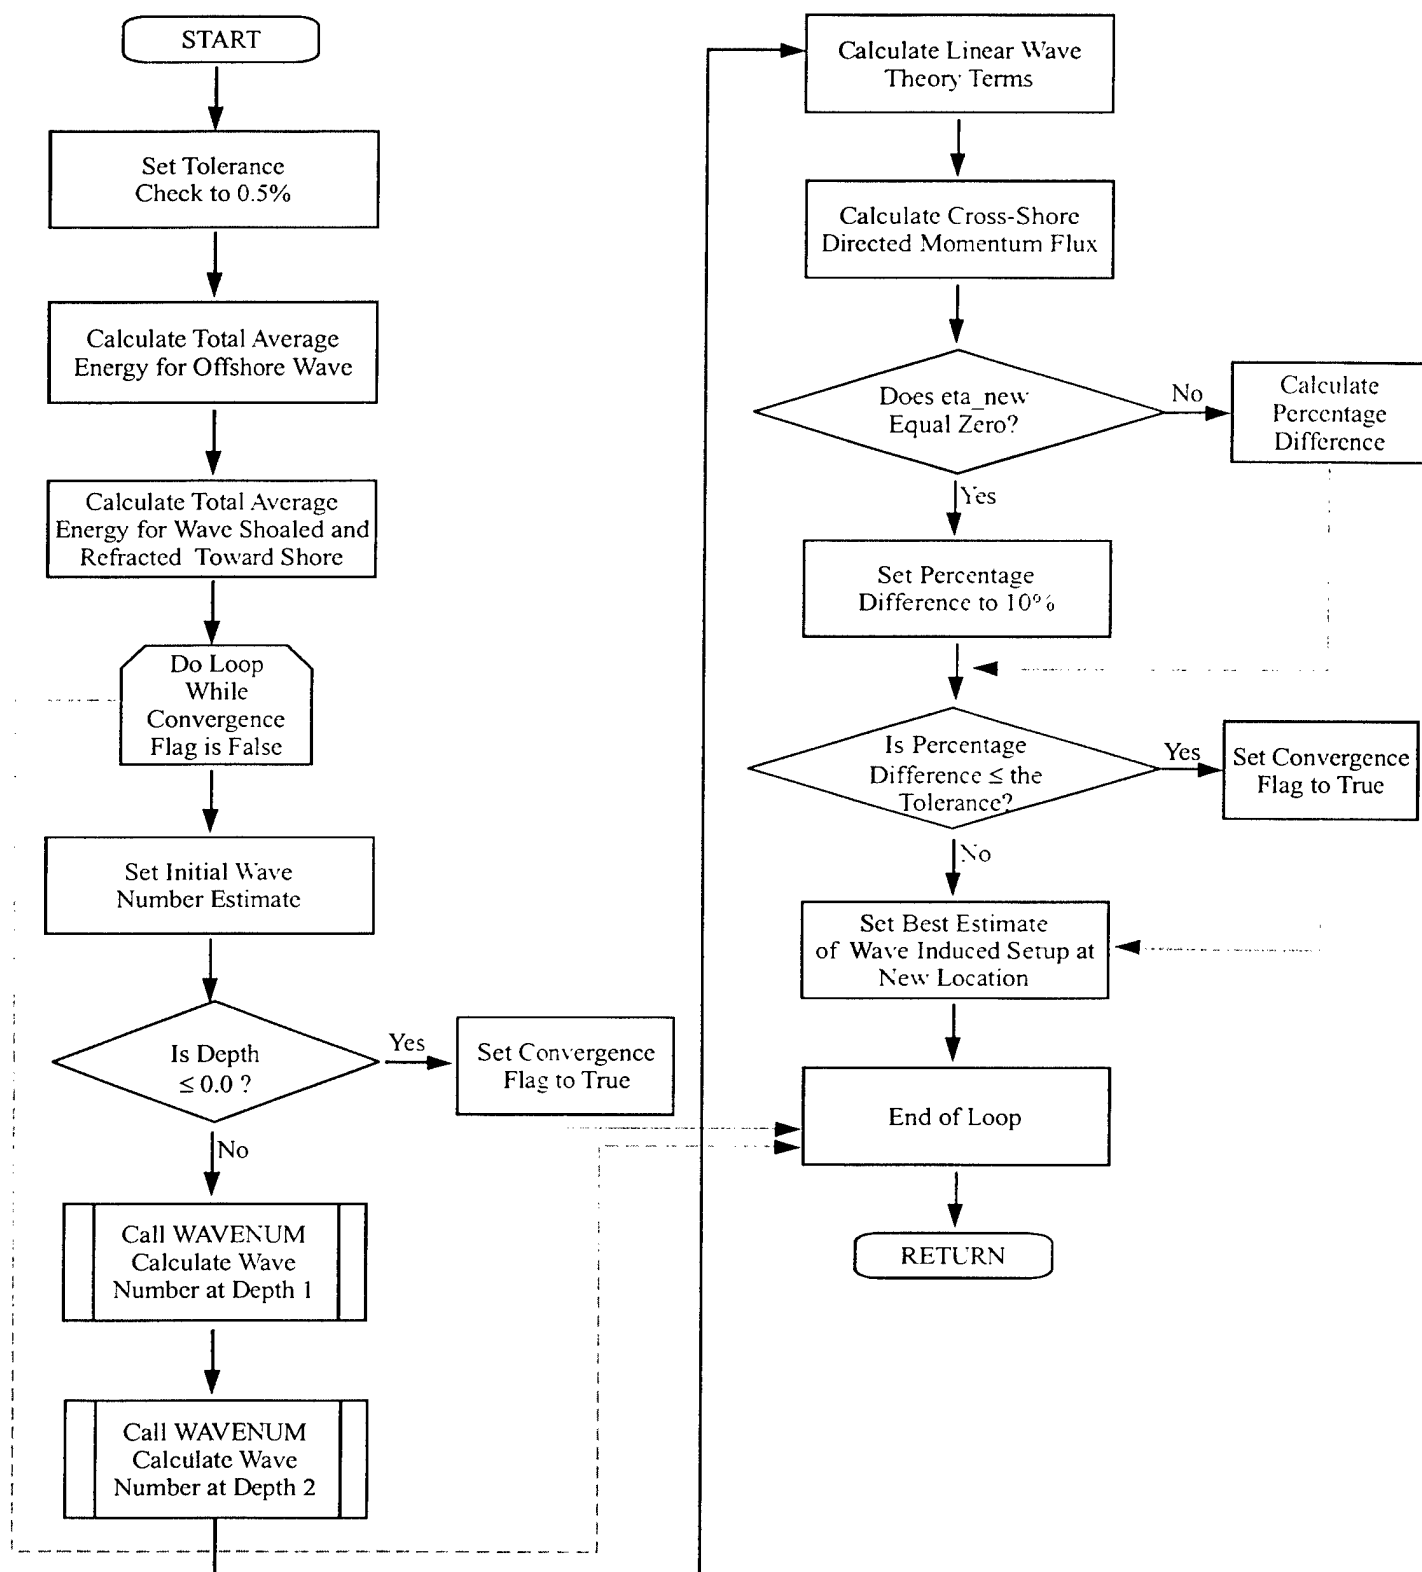 START
Set Tolerance
Check to 0.5%
Calculate Total Average
Energy for Offshore Wave
Calculate Total Average
Energy for Wave Shoaled and
Refracted Toward Shore
Do Loop
While
Convergence
Flag is False
Set Initial Wave
Number Estimate
Is Depth
≤ 0.0 ?
Yes
Set Convergence
Flag to True
No
Call WAVENUM
Calculate Wave
Number at Depth 1
Call WAVENUM
Calculate Wave
Number at Depth 2
Calculate Linear Wave
Theory Terms
Calculate Cross-Shore
Directed Momentum Flux
Does eta_new
Equal Zero?
No
Calculate
Percentage
Difference
Yes
Set Percentage
Difference to 10%
Is Percentage
Difference ≤ the
Tolerance?
Yes
Set Convergence
Flag to True
No
Set Best Estimate
of Wave Induced Setup at
New Location
End of Loop
RETURN